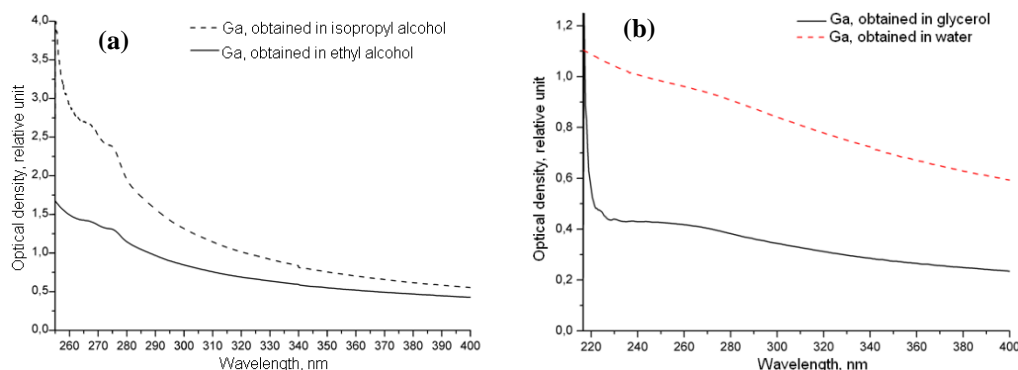 (a)
Ga, obtained in isopropyl alcohol
Ga, obtained in ethyl alcohol
Optical density, relative unit
4,0
3,5
3,0
2,5
2,0
1,5
1,0
0,5
0,0
260 270 280 290 300 310 320 330 340 350 360 370 380 390 400
Wavelength, nm
(b)
Ga, obtained in glycerol
Ga, obtained in water
Optical density, relative unit
1,2
1,0
0,8
0,6
0,4
0,2
0,0
220 240 260 280 300 320 340 360 380 400
Wavelength, nm